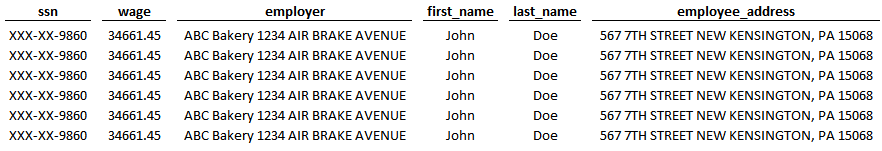 ssn wage employer first_name last_name employee_address
XXX-XX-9860 34661.45 ABC Bakery 1234 AIR BRAKE AVENUE John Doe 567 7TH STREET NEW KENSINGTON, PA 15068
XXX-XX-9860 34661.45 ABC Bakery 1234 AIR BRAKE AVENUE John Doe 567 7TH STREET NEW KENSINGTON, PA 15068
XXX-XX-9860 34661.45 ABC Bakery 1234 AIR BRAKE AVENUE John Doe 567 7TH STREET NEW KENSINGTON, PA 15068
XXX-XX-9860 34661.45 ABC Bakery 1234 AIR BRAKE AVENUE John Doe 567 7TH STREET NEW KENSINGTON, PA 15068
XXX-XX-9860 34661.45 ABC Bakery 1234 AIR BRAKE AVENUE John Doe 567 7TH STREET NEW KENSINGTON, PA 15068
XXX-XX-9860 34661.45 ABC Bakery 1234 AIR BRAKE AVENUE John Doe 567 7TH STREET NEW KENSINGTON, PA 15068